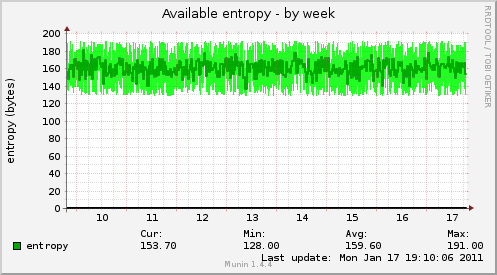 Available entropy - by week
RRDTOOL / TOBI OETIKER
entropy (bytes)
200
180
160
140
120
100
80
60
40
20
0
10 11 12 13 14 15 16 17
Cur: Min: Avg: Max:
entropy 153.70 128.00 159.60 191.00
Last update: Mon Jan 17 19:10:06 2011
Munin 1.4.4